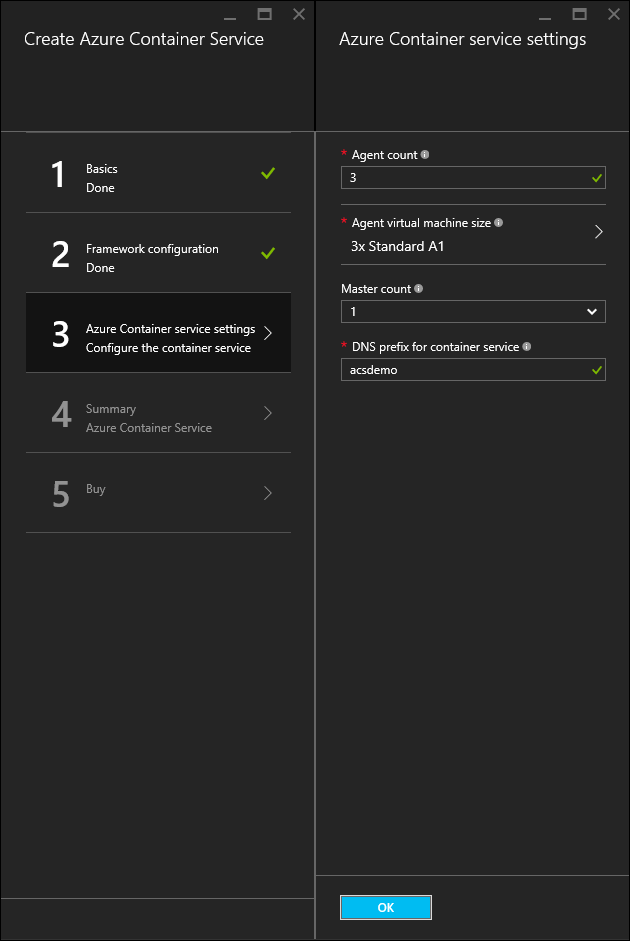 Create Azure Container Service
1
Basics
Done
2
Framework configuration
Done
3
Azure Container service settings
Configure the container service
4
Summary
Azure Container Service
5
Buy
Azure Container service settings
* Agent count
3
* Agent virtual machine size
3x Standard A1
Master count
1
* DNS prefix for container service
acsdemo
OK